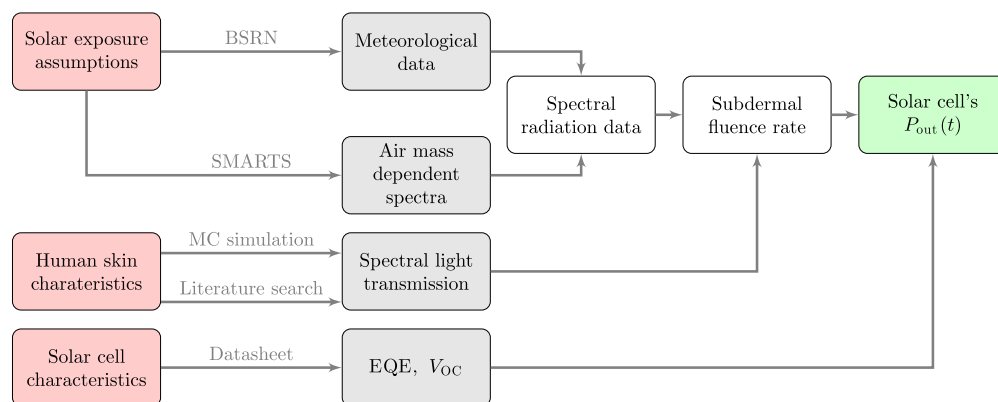 Solar exposure
assumptions
BSRN
Meteorological
data
SMARTS
Air mass
dependent
spectra
Spectral
radiation data
Subdermal
fluence rate
Solar cell's
P_out(t)
Human skin
charateristics
MC simulation
Literature search
Spectral light
transmission
Solar cell
characteristics
Datasheet
EQE, V_OC